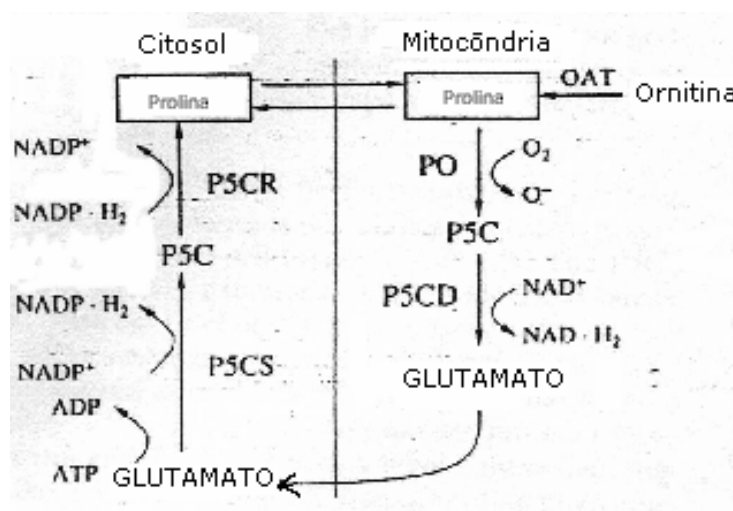 Citosol
Mitocôndria
Prolina
Prolina
OAT
Ornitina
NADP⁺
NADP · H₂
P5CR
P5C
NADP · H₂
NADP⁺
P5CS
ADP
ATP
GLUTAMATO
PO
O₂
O⁻
P5C
P5CD
NAD⁺
NAD · H₂
GLUTAMATO